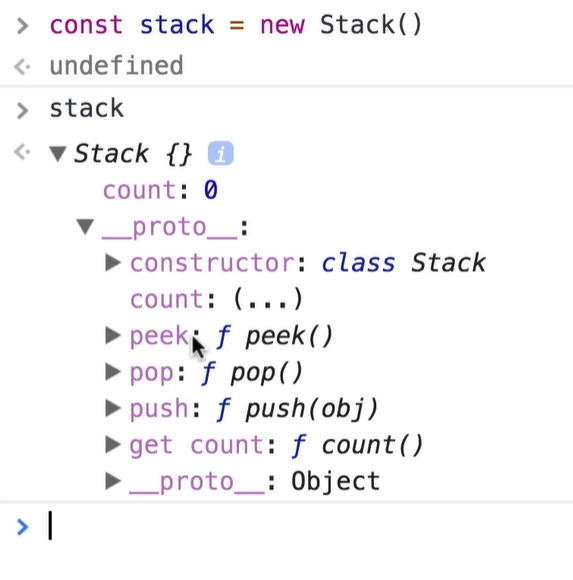 > const stack = new Stack()
<· undefined
> stack
<· ▼ Stack {} i
count: 0
▼ __proto__:
▶ constructor: class Stack
count: (...)
▶ peek: ƒ peek()
▶ pop: ƒ pop()
▶ push: ƒ push(obj)
▶ get count: ƒ count()
▶ __proto__: Object
>